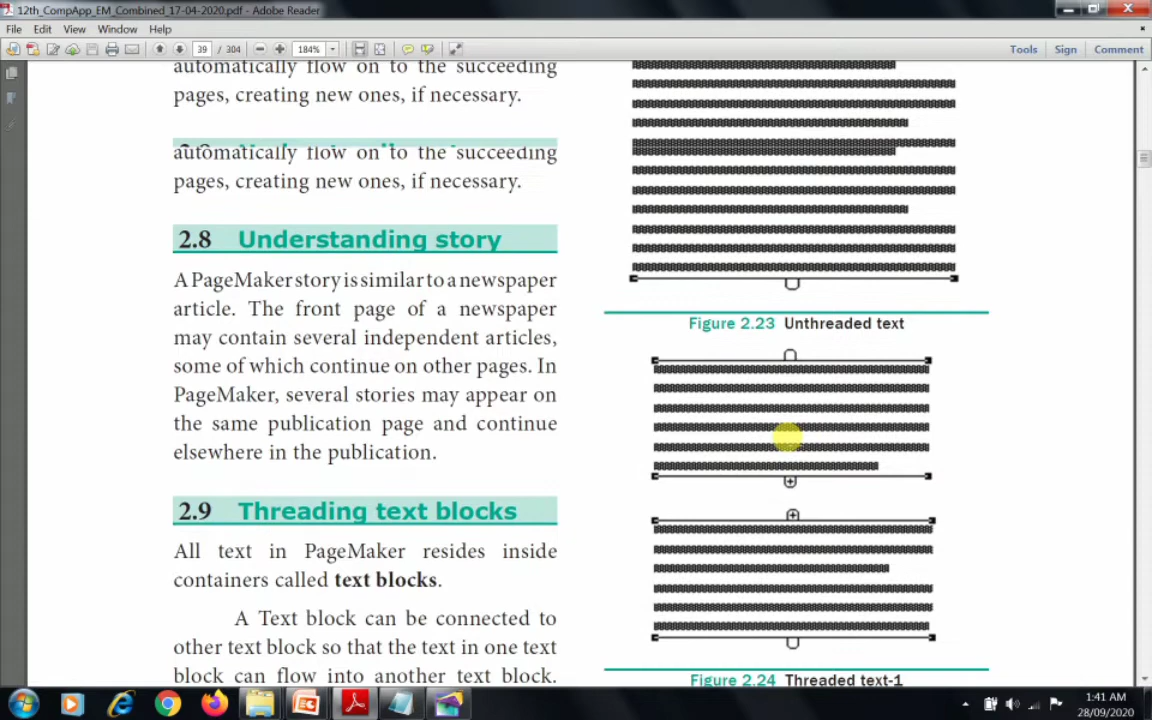 12th_CompApp_EM_Combined_17-04-2020.pdf - Adobe Reader
File Edit View Window Help
39 / 304 184% Tools Sign Comment
automatically flow on to the succeeding
pages, creating new ones, if necessary.
automatically flow on to the succeeding
pages, creating new ones, if necessary.
2.8 Understanding story
A PageMaker story is similar to a newspaper
article. The front page of a newspaper
may contain several independent articles,
some of which continue on other pages. In
PageMaker, several stories may appear on
the same publication page and continue
elsewhere in the publication.
2.9 Threading text blocks
All text in PageMaker resides inside
containers called text blocks.
A Text block can be connected to
other text block so that the text in one text
block can flow into another text block.
Figure 2.23 Unthreaded text
Figure 2.24 Threaded text-1
1:41 AM
28/09/2020